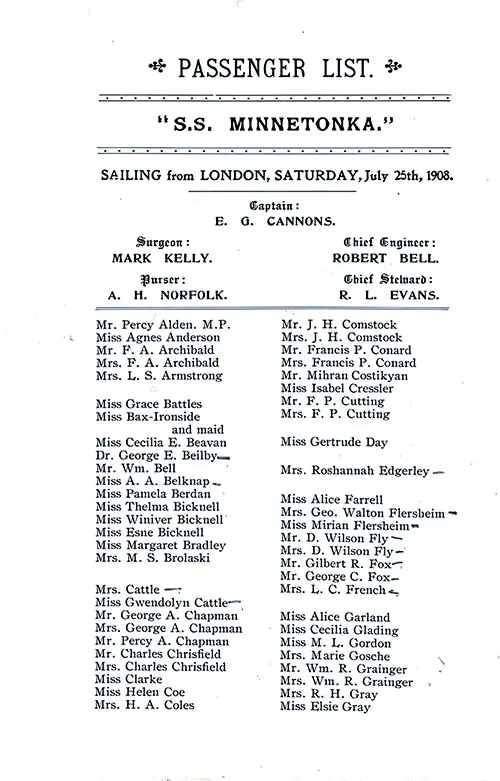 PASSENGER LIST.
"S.S. MINNETONKA."
SAILING from LONDON, SATURDAY, July 25th, 1908.
Captain:
E. G. CANNONS.
Surgeon:
MARK KELLY.
Purser:
A. H. NORFOLK.
Chief Engineer:
ROBERT BELL.
Chief Steward:
R. L. EVANS.
Mr. Percy Alden. M.P.
Miss Agnes Anderson
Mr. F. A. Archibald
Mrs. F. A. Archibald
Mrs. L. S. Armstrong
Miss Grace Battles
Miss Bax-Ironside
and maid
Miss Cecilia E. Beavan
Dr. George E. Beilby
Mr. Wm. Bell
Miss A. A. Belknap
Miss Pamela Berdan
Miss Thelma Bicknell
Miss Winiver Bicknell
Miss Esne Bicknell
Miss Margaret Bradley
Mrs. M. S. Brolaski
Mrs. Cattle
Miss Gwendolyn Cattle
Mr. George A. Chapman
Mrs. George A. Chapman
Mr. Percy A. Chapman
Mr. Charles Chrisfield
Mrs. Charles Chrisfield
Miss Clarke
Miss Helen Coe
Mrs. H. A. Coles
Mr. J. H. Comstock
Mrs. J. H. Comstock
Mr. Francis P. Conard
Mrs. Francis P. Conard
Mr. Mihran Costikyan
Miss Isabel Cressler
Mr. F. P. Cutting
Mrs. F. P. Cutting
Miss Gertrude Day
Mrs. Roshannah Edgerley
Miss Alice Farrell
Mrs. Geo. Walton Flersheim
Miss Mirian Flersheim
Mr. D. Wilson Fly
Mrs. D. Wilson Fly
Mr. Gilbert R. Fox
Mr. George C. Fox
Mrs. L. C. French
Miss Alice Garland
Miss Cecilia Glading
Miss M. L. Gordon
Mrs. Marie Gosche
Mr. Wm. R. Grainger
Mrs. Wm. R. Grainger
Mrs. R. H. Gray
Miss Elsie Gray